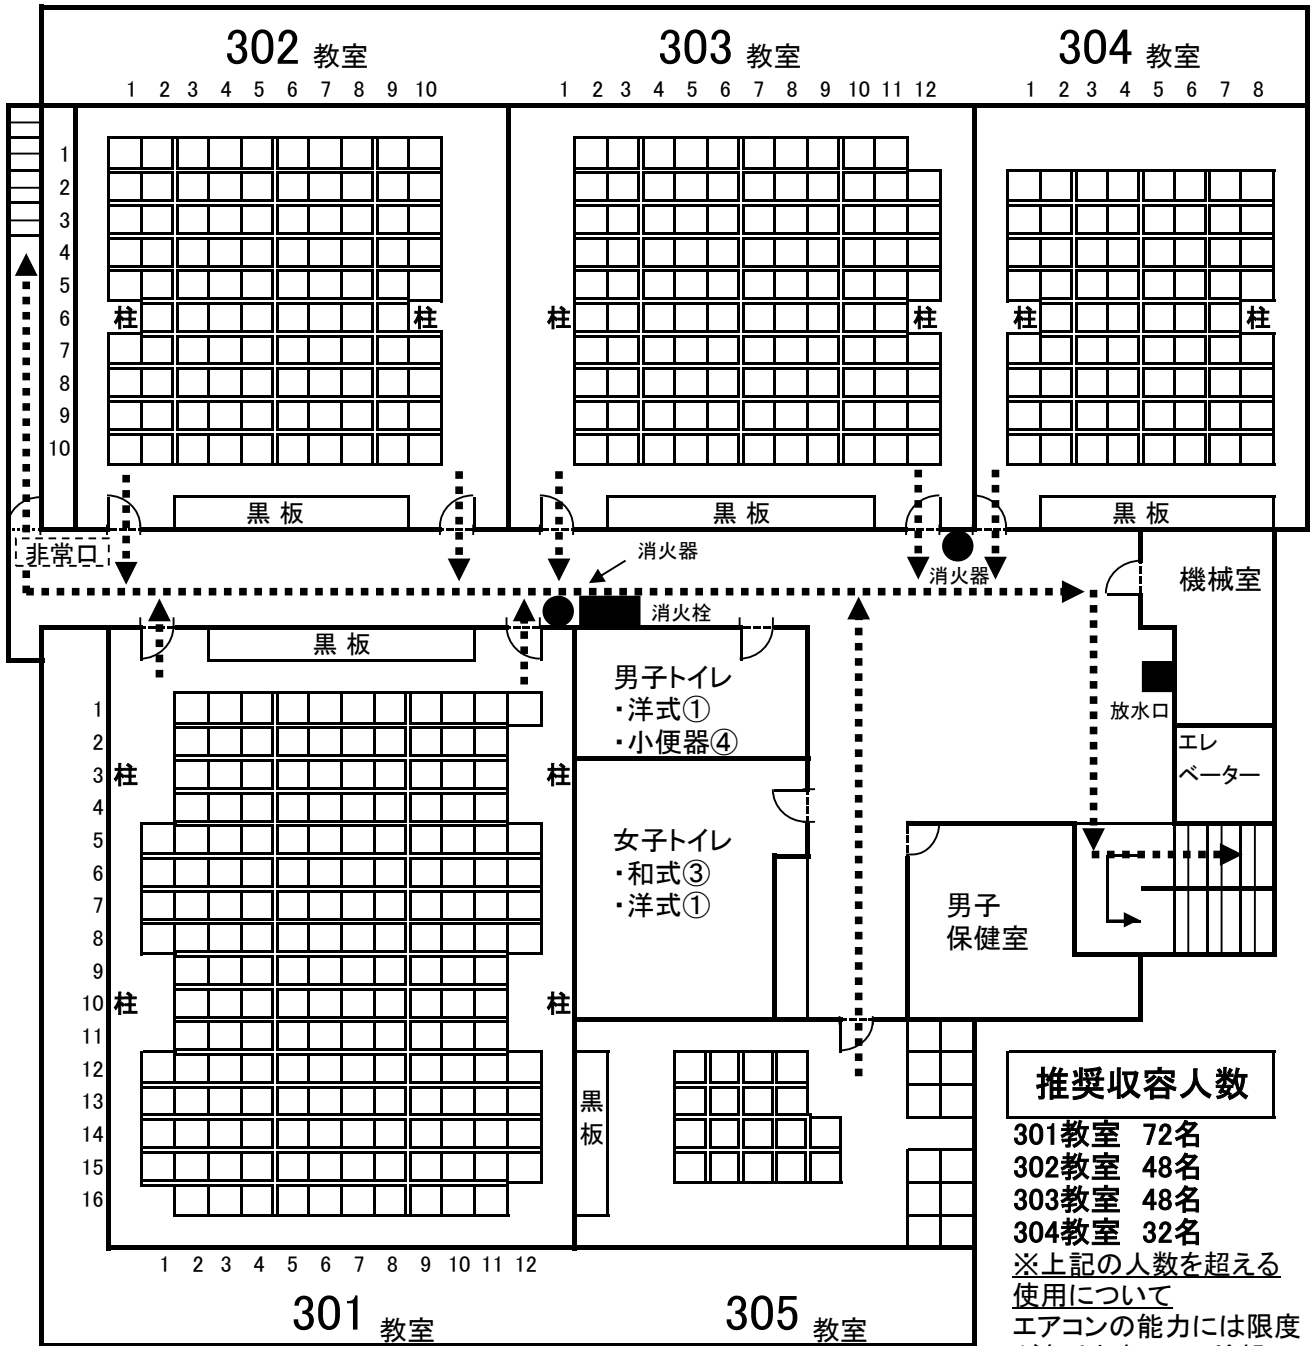 302 教室
303 教室
304 教室
1 2 3 4 5 6 7 8 9 10
1 2 3 4 5 6 7 8 9 10 11 12
1 2 3 4 5 6 7 8
1
2
3
4
5
6
7
8
9
10
柱
柱
柱
柱
柱
柱
黒 板
黒 板
黒 板
非常口
消火器
消火器
消火栓
機械室
黒 板
男子トイレ
・洋式①
・小便器④
放水口
エレ
ベーター
女子トイレ
・和式③
・洋式①
男子
保健室
1
2
3
4
5
6
7
8
9
10
11
12
13
14
15
16
柱
柱
柱
柱
黒
板
1 2 3 4 5 6 7 8 9 10 11 12
301 教室
305 教室
推奨収容人数
301教室 72名
302教室 48名
303教室 48名
304教室 32名
※上記の人数を超える
使用について
エアコンの能力には限度